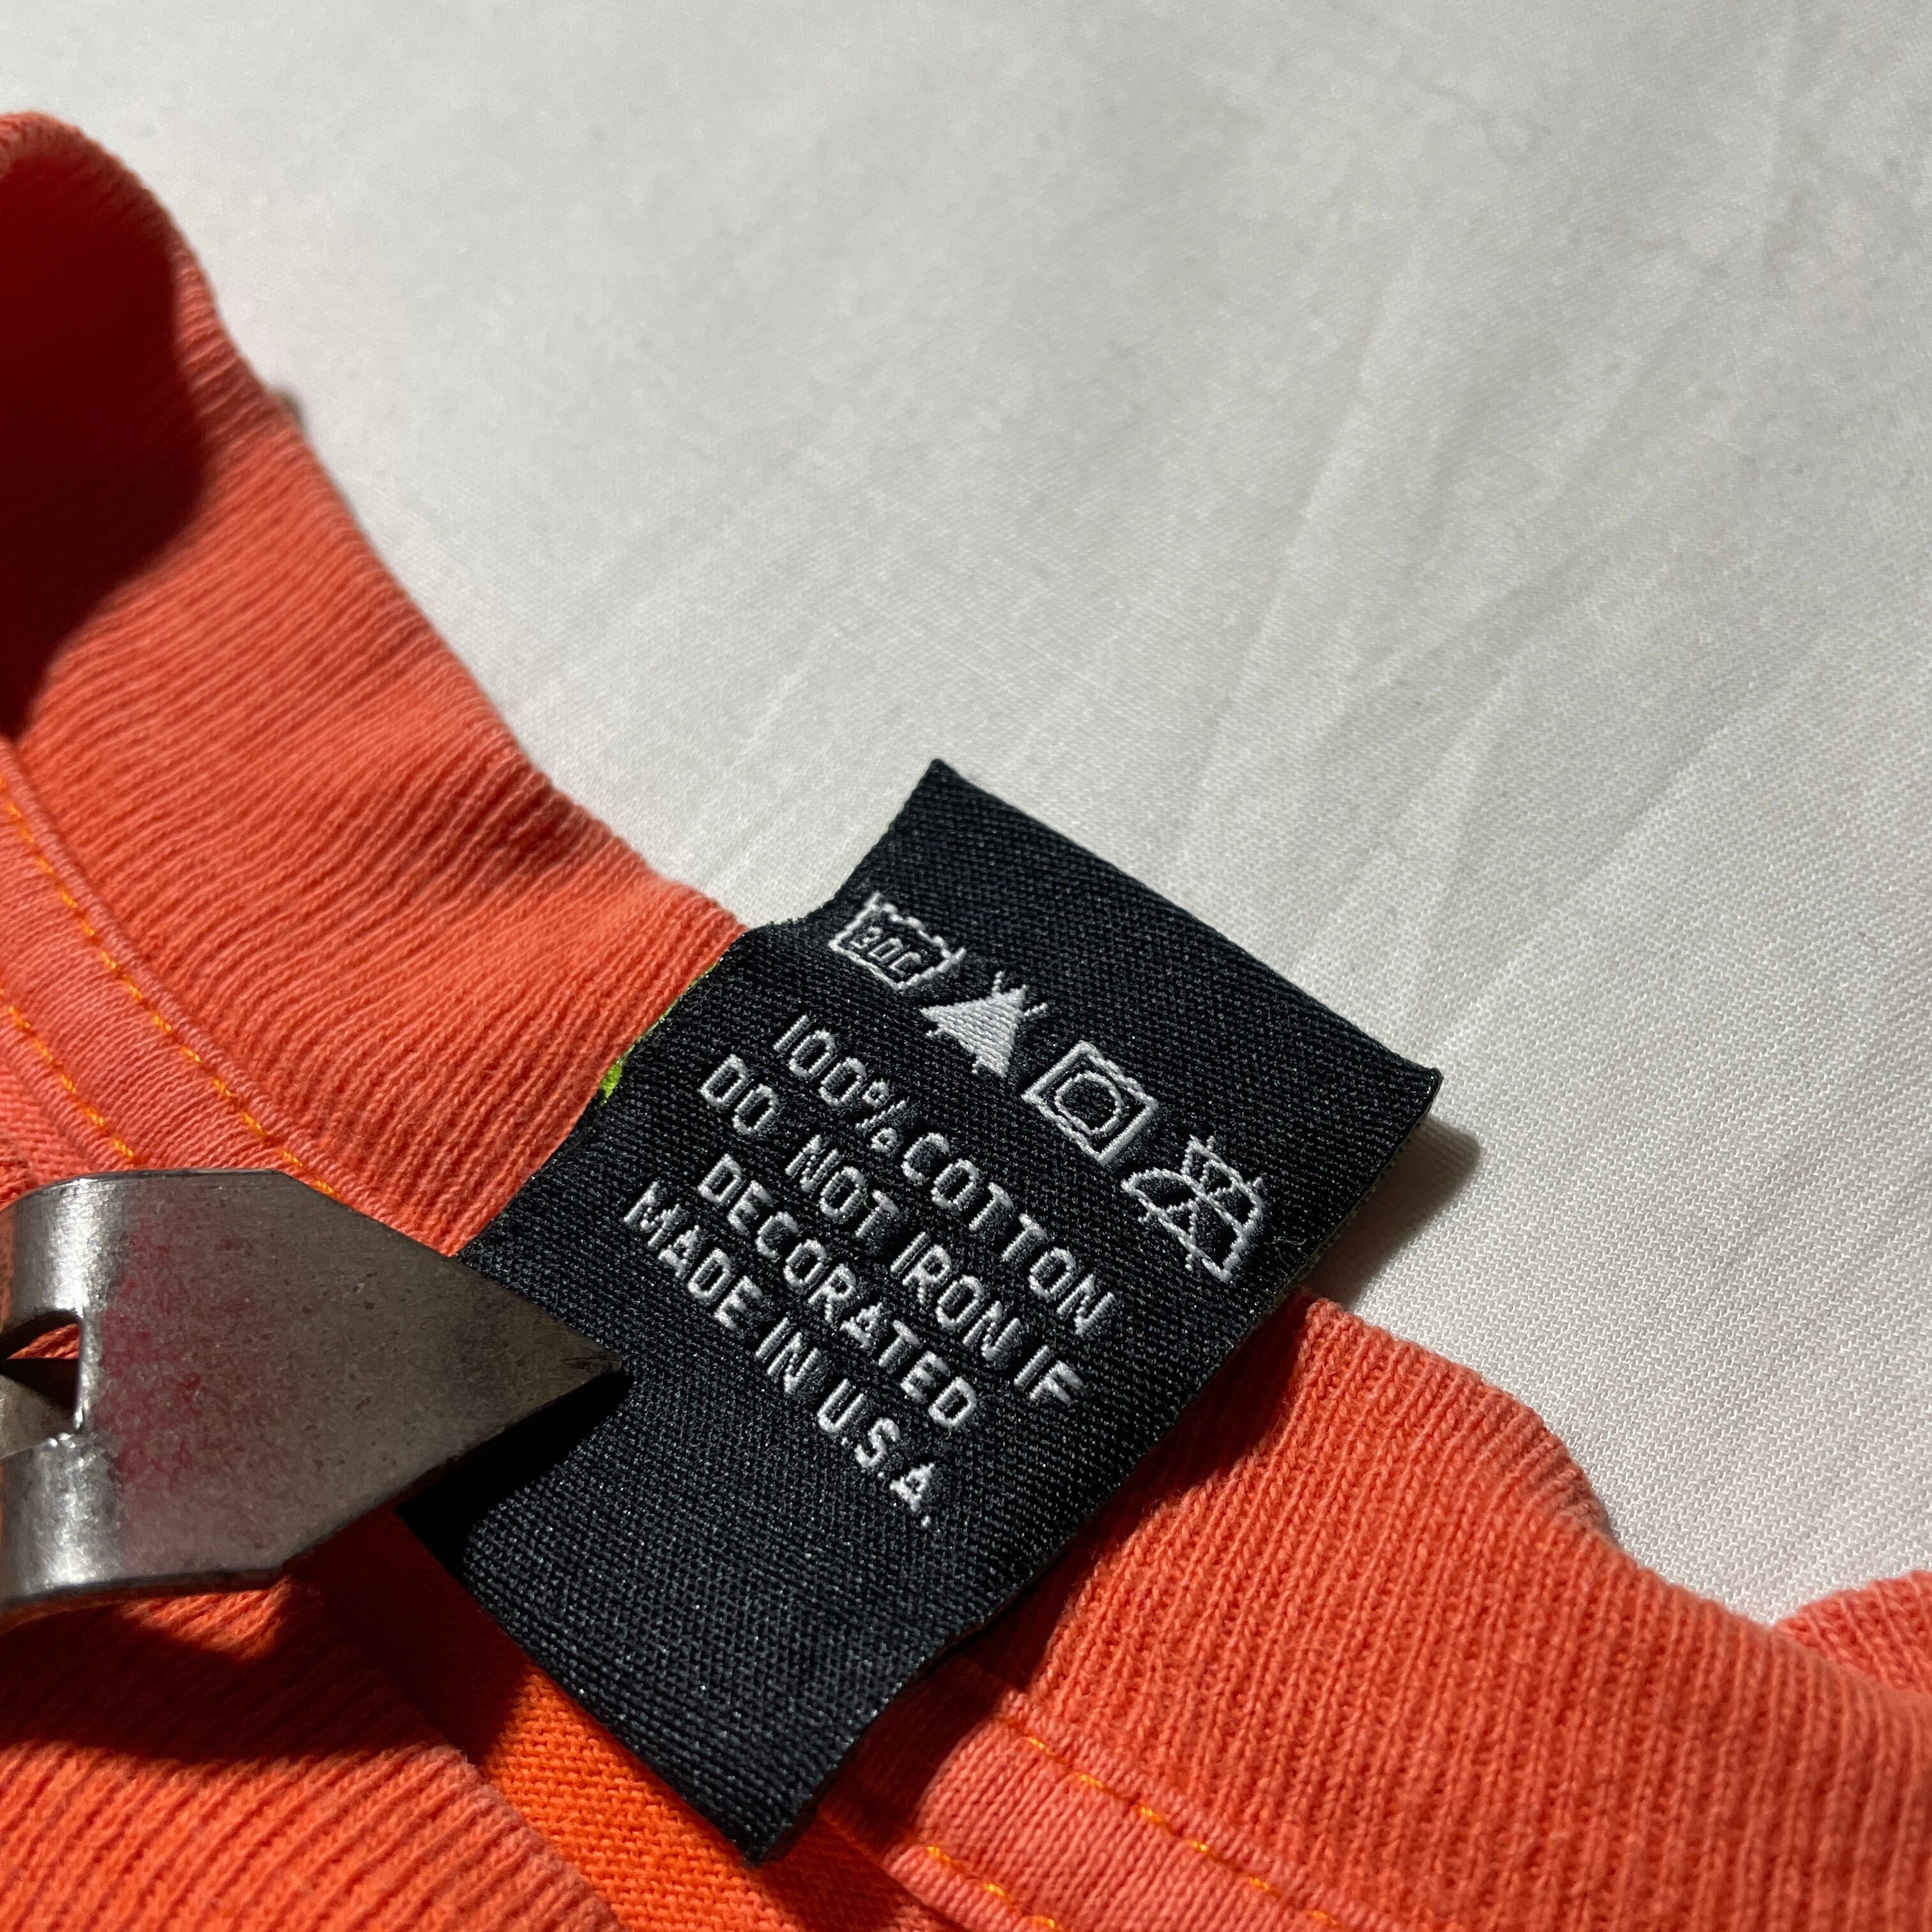 30C
100% COTTON
DO NOT IRON IF
DECORATED
MADE IN U.S.A.